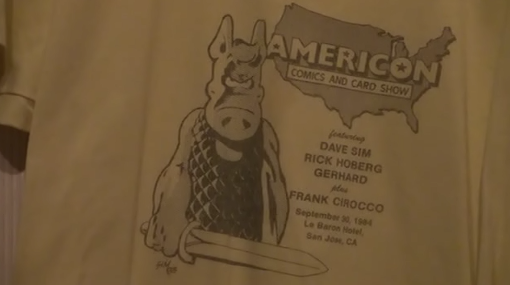 AMERICON
COMICS AND CARD SHOW
featuring
DAVE SIM
RICK HOBERG
GERHARD
plus
FRANK CIROCCO
September 30,
Le Baron Hotel,
San Jose, CA